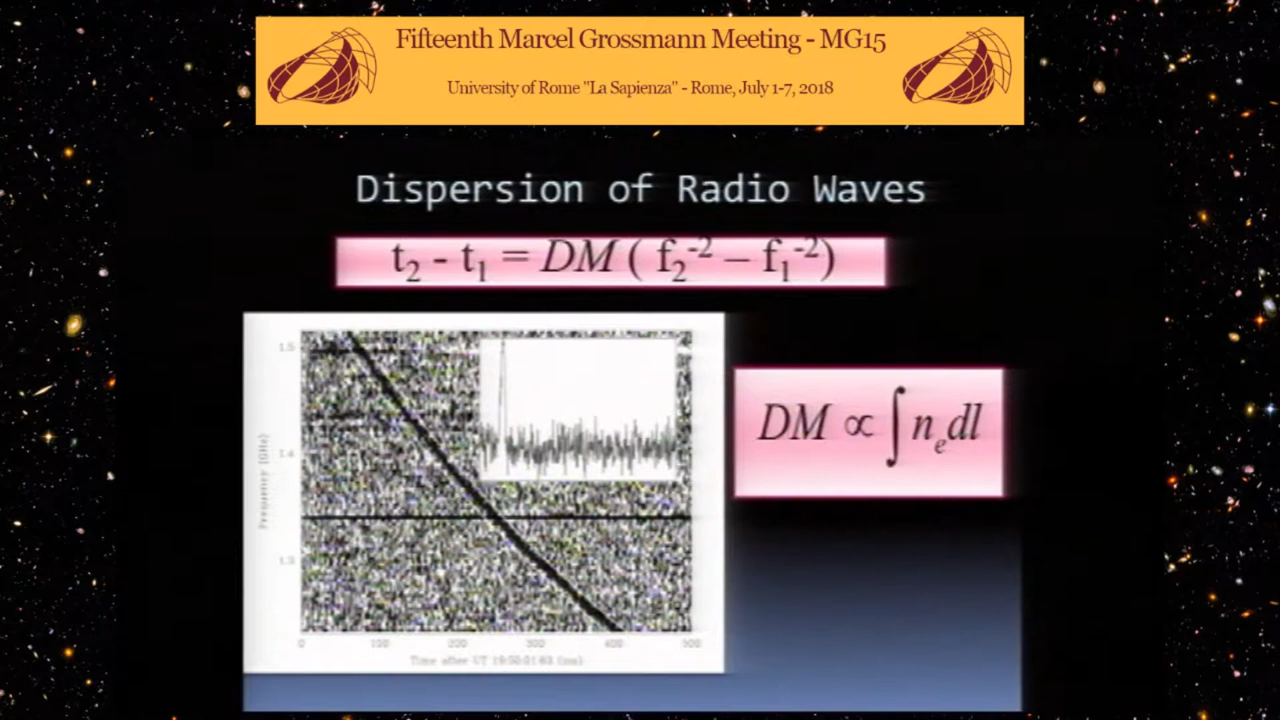 Fifteenth Marcel Grossmann Meeting - MG15
University of Rome "La Sapienza" - Rome, July 1-7, 2018
Dispersion of Radio Waves
t₂ - t₁ = DM ( f₂⁻² – f₁⁻²)
DM ∝ ∫ nₑdl
1.5
1.4
1.3
Frequency (GHz)
0 100 200 300 400 500
Time after UT 19:50:01.63 (ms)